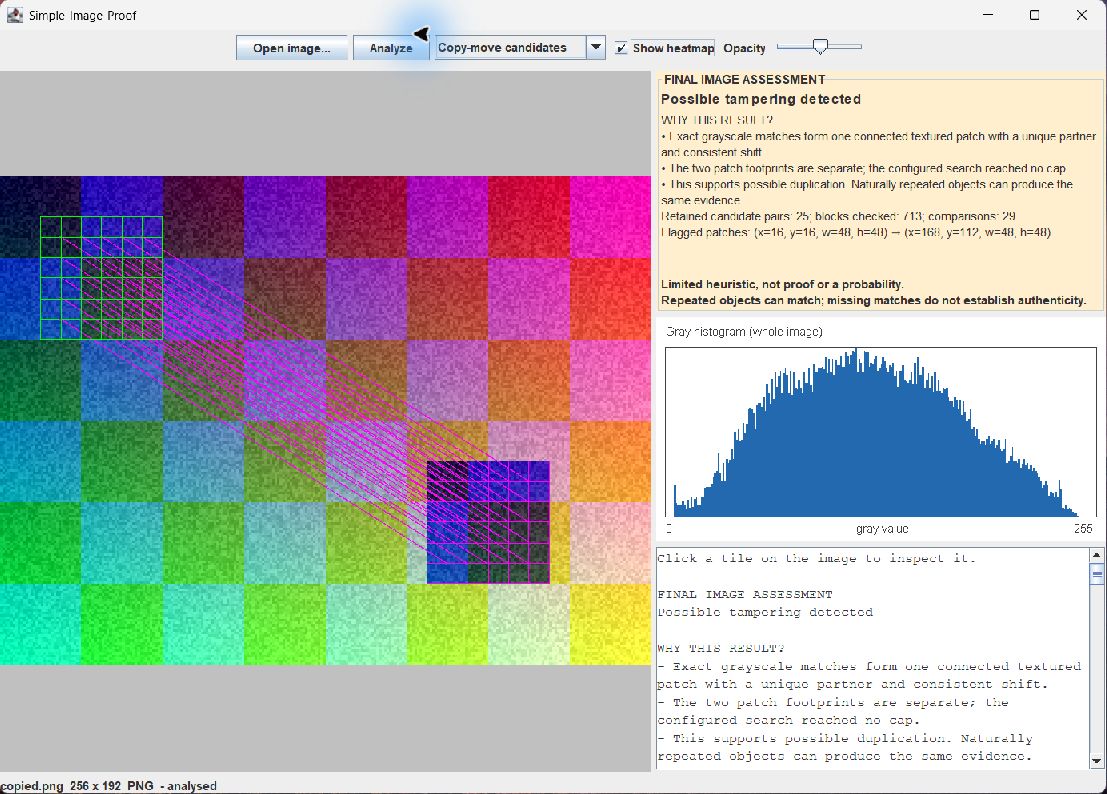 Simple Image Proof
Open image... Analyze Copy-move candidates Show heatmap Opacity
FINAL IMAGE ASSESSMENT
Possible tampering detected
WHY THIS RESULT?
• Exact grayscale matches form one connected textured patch with a unique partner
and consistent shift.
• The two patch footprints are separate; the configured search reached no cap.
• This supports possible duplication. Naturally repeated objects can produce the
same evidence.
Retained candidate pairs: 25; blocks checked: 713; comparisons: 29
Flagged patches: (x=16, y=16, w=48, h=48) → (x=168, y=112, w=48, h=48)
Limited heuristic, not proof or a probability.
Repeated objects can match; missing matches do not establish authenticity.
Gray histogram (whole image)
0 gray value 255
Click a tile on the image to inspect it.
FINAL IMAGE ASSESSMENT
Possible tampering detected
WHY THIS RESULT?
- Exact grayscale matches form one connected textured
patch with a unique partner and consistent shift.
- The two patch footprints are separate; the
configured search reached no cap.
- This supports possible duplication. Naturally
repeated objects can produce the same evidence.
copied.png 256 x 192 PNG - analysed